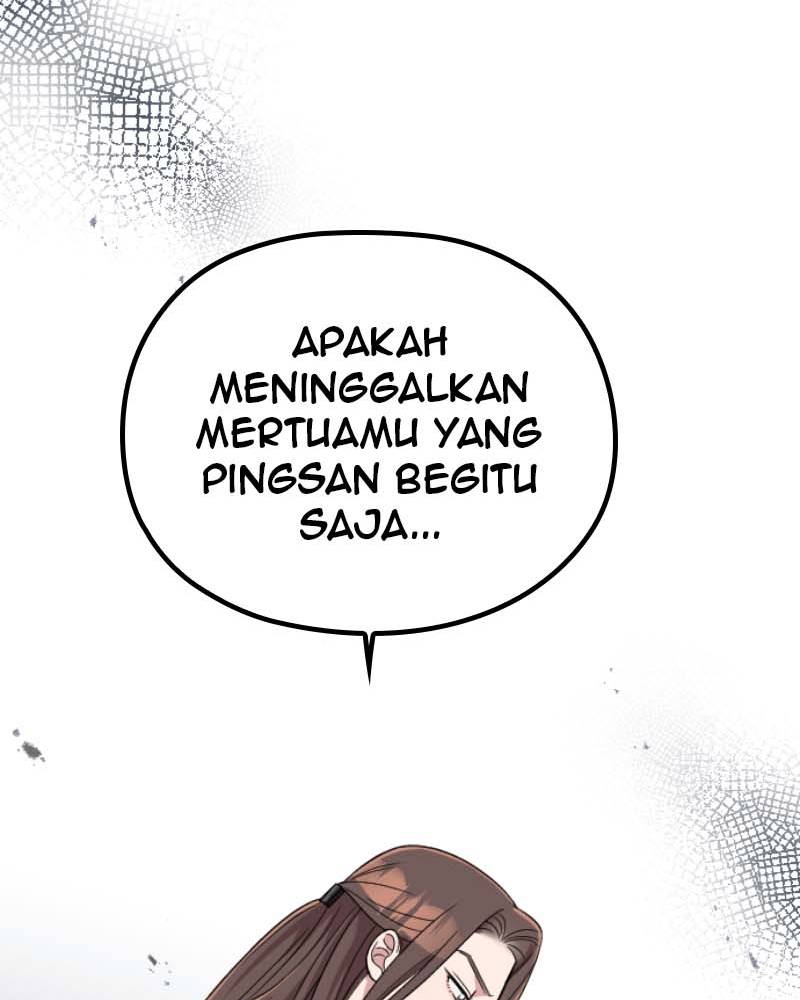 APAKAH
MENINGGALKAN
MERTUAMU YANG
PINGSAN BEGITU
SAJA...